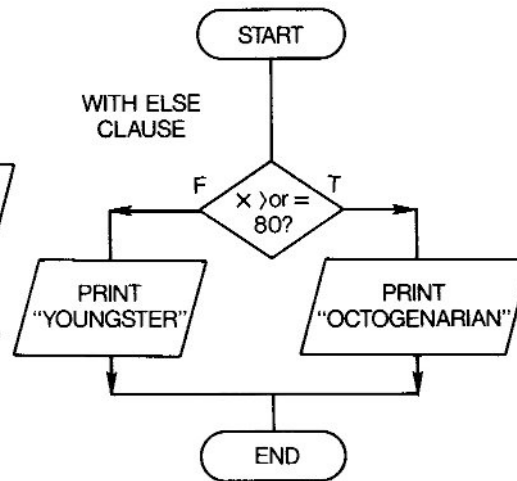 START
WITH ELSE
CLAUSE
F
T
X >or =
80?
PRINT
"YOUNGSTER"
PRINT
"OCTOGENARIAN"
END